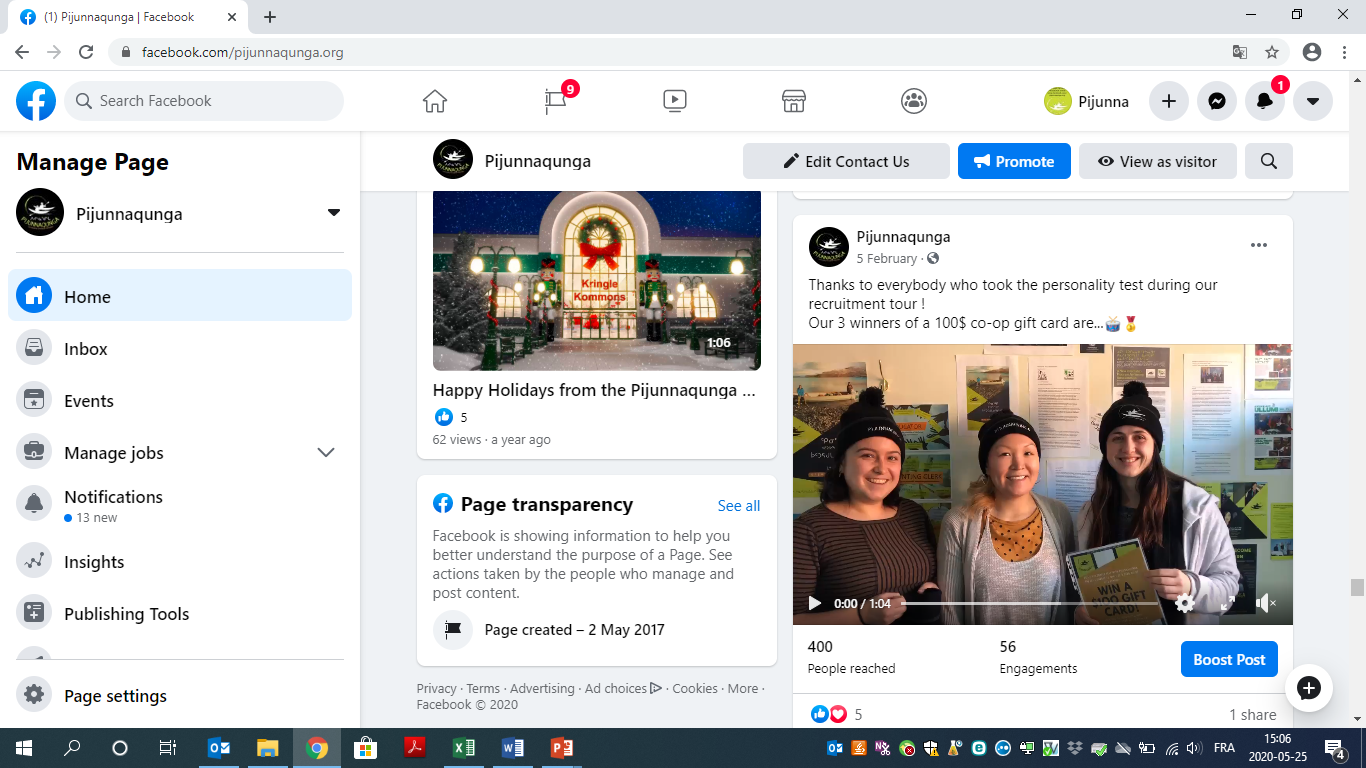 (1) Pijunnaqunga | Facebook
facebook.com/pijunnaqunga.org
Search Facebook
9
Pijunna
1
Manage Page
Pijunnaqunga
Home
Inbox
Events
Manage jobs
Notifications
13 new
Insights
Publishing Tools
Page settings
Pijunnaqunga
Edit Contact Us
Promote
View as visitor
Kringle
Kommons
1:06
Happy Holidays from the Pijunnaqunga ...
5
62 views · a year ago
Page transparency
See all
Facebook is showing information to help you
better understand the purpose of a Page. See
actions taken by the people who manage and
post content.
Page created – 2 May 2017
Privacy · Terms · Advertising · Ad choices · Cookies · More ·
Facebook © 2020
Pijunnaqunga
5 February ·
Thanks to everybody who took the personality test during our
recruitment tour !
Our 3 winners of a 100$ co-op gift card are...
WIN A
$100 GIFT
CARD!
0:00 / 1:04
400
People reached
56
Engagements
Boost Post
5
1 share
FRA
15:06
2020-05-25
4